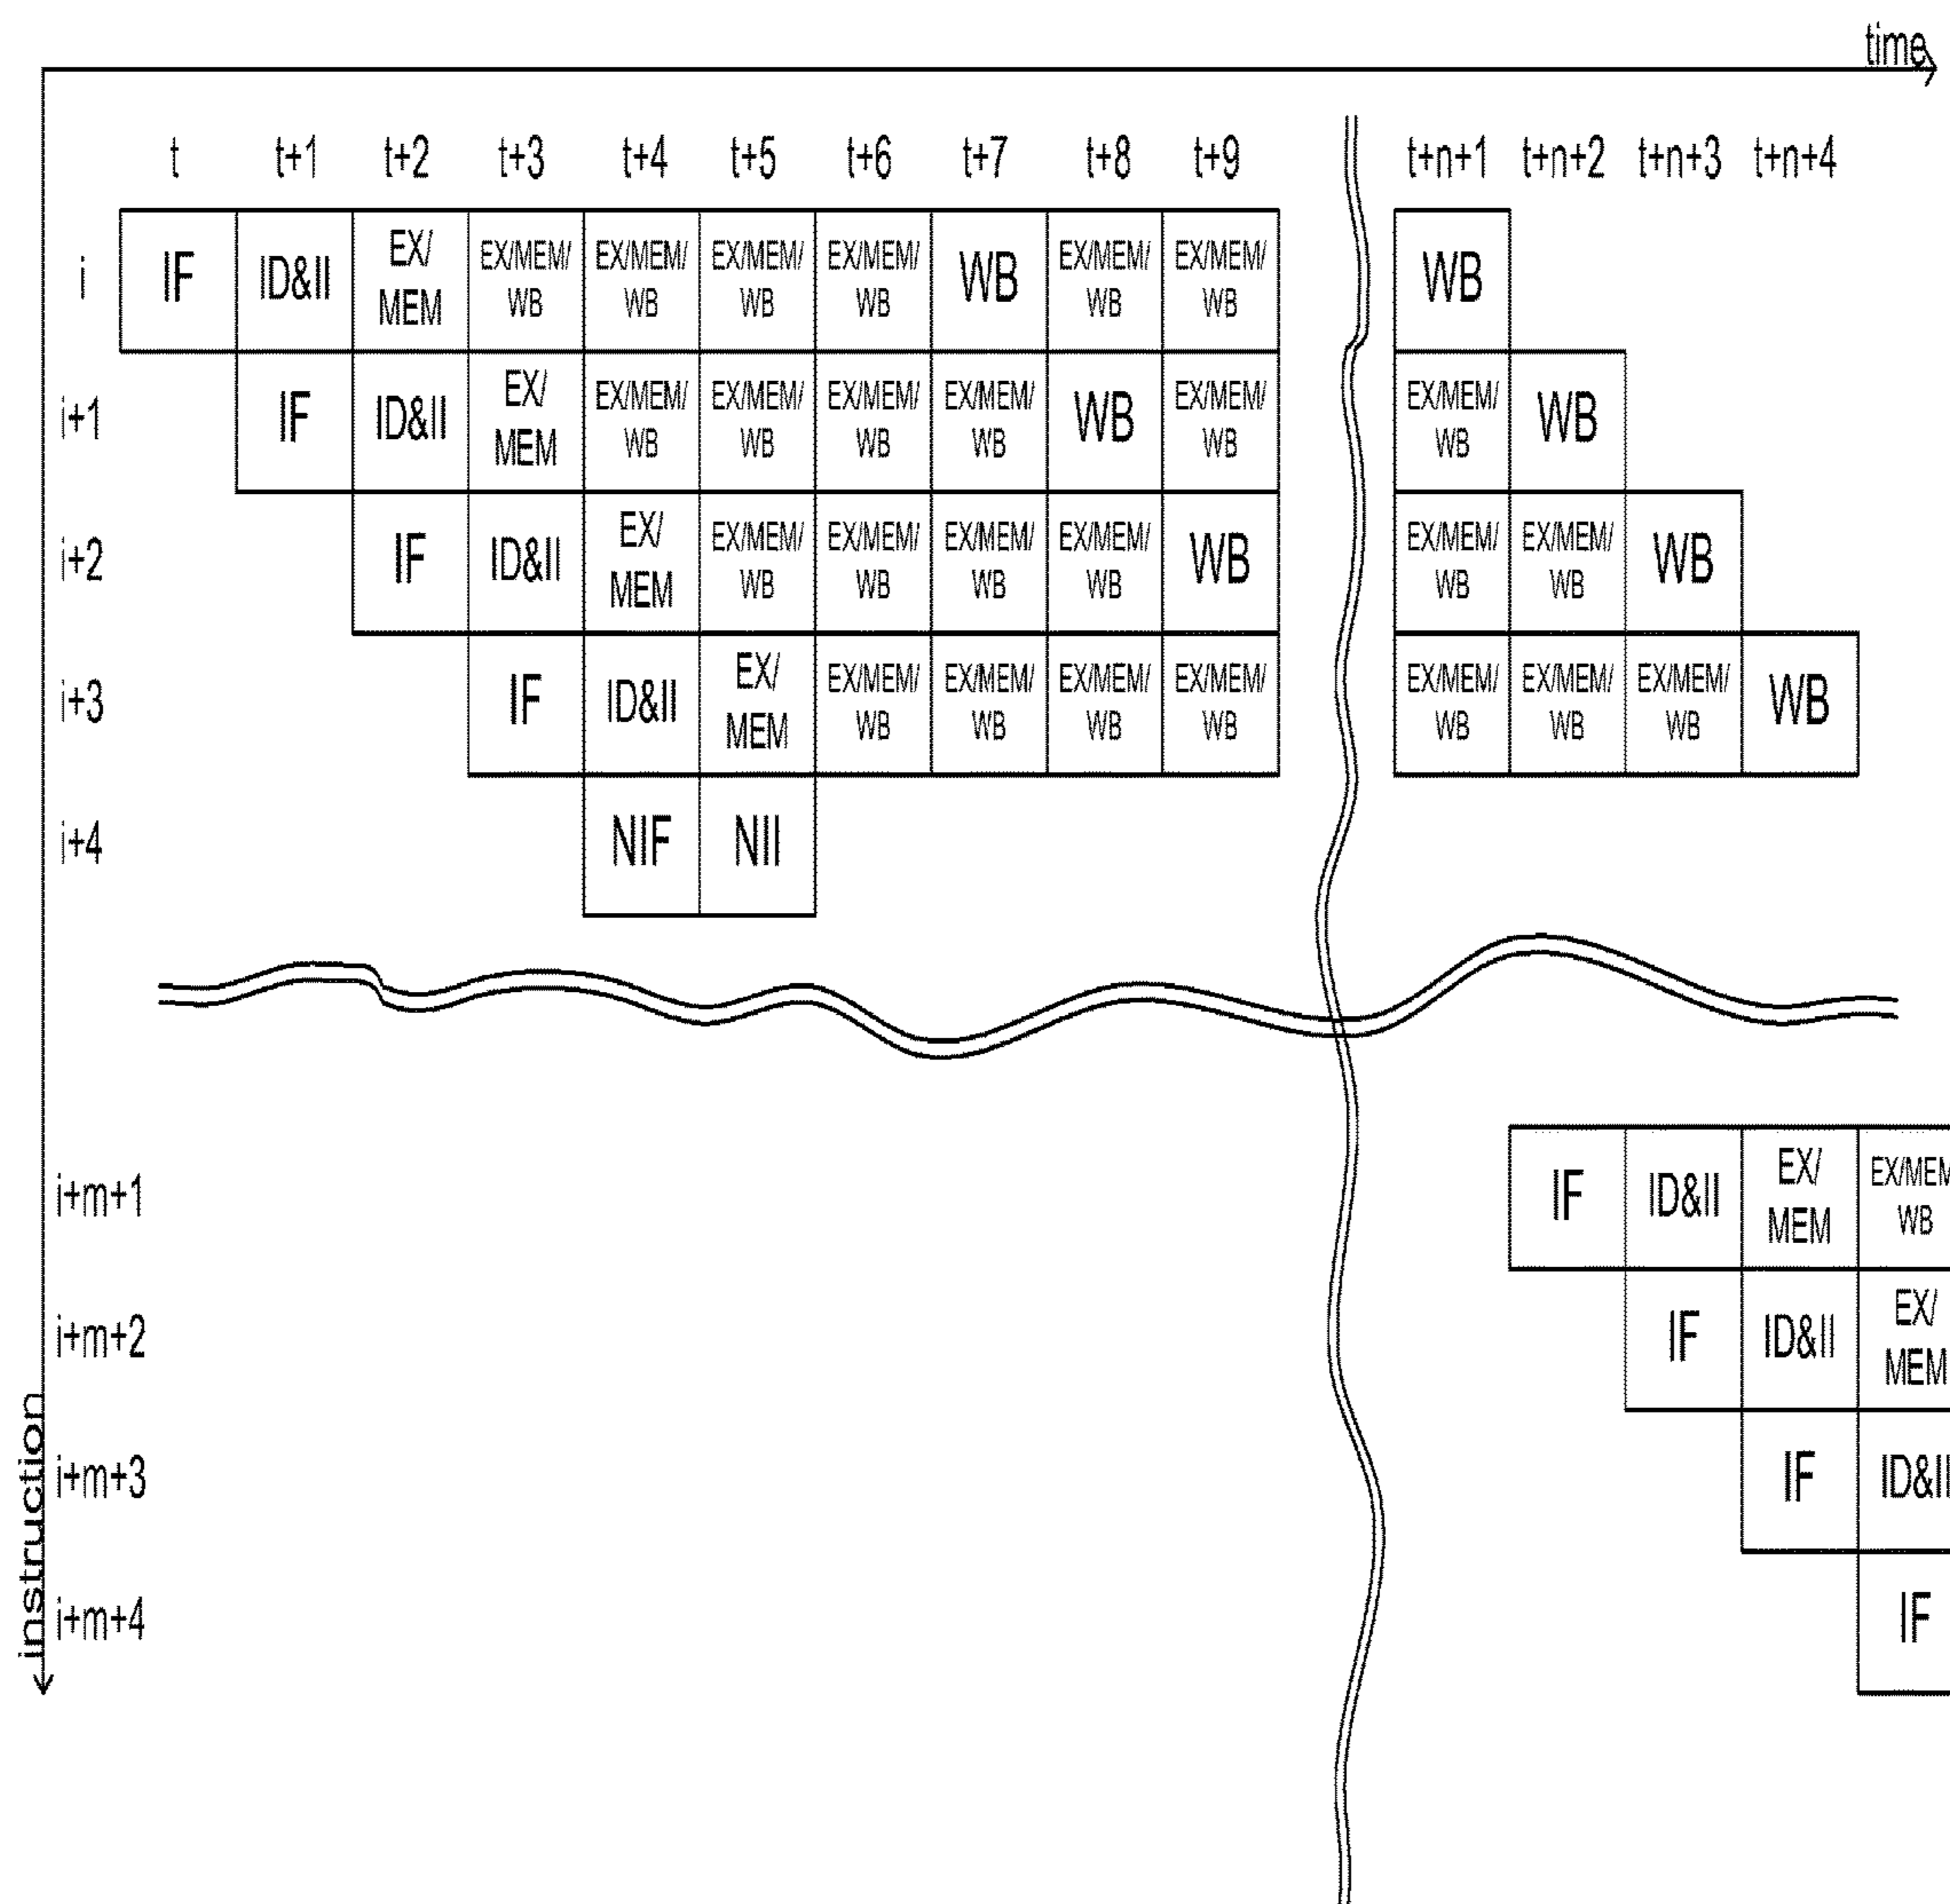 time
t t+1 t+2 t+3 t+4 t+5 t+6 t+7 t+8 t+9 t+n+1 t+n+2 t+n+3 t+n+4
i IF ID&II EX/ MEM EX/MEM/ WB EX/MEM/ WB EX/MEM/ WB EX/MEM/ WB WB EX/MEM/ WB EX/MEM/ WB WB
i+1 IF ID&II EX/ MEM EX/MEM/ WB EX/MEM/ WB EX/MEM/ WB EX/MEM/ WB WB EX/MEM/ WB EX/MEM/ WB WB
i+2 IF ID&II EX/ MEM EX/MEM/ WB EX/MEM/ WB EX/MEM/ WB EX/MEM/ WB WB EX/MEM/ WB EX/MEM/ WB WB
i+3 IF ID&II EX/ MEM EX/MEM/ WB EX/MEM/ WB EX/MEM/ WB EX/MEM/ WB EX/MEM/ WB EX/MEM/ WB EX/MEM/ WB WB
i+4 NIF NII
i+m+1 IF ID&II EX/ MEM EX/MEM WB
i+m+2 IF ID&II EX/ MEM
i+m+3 IF ID&II
i+m+4 IF
instruction